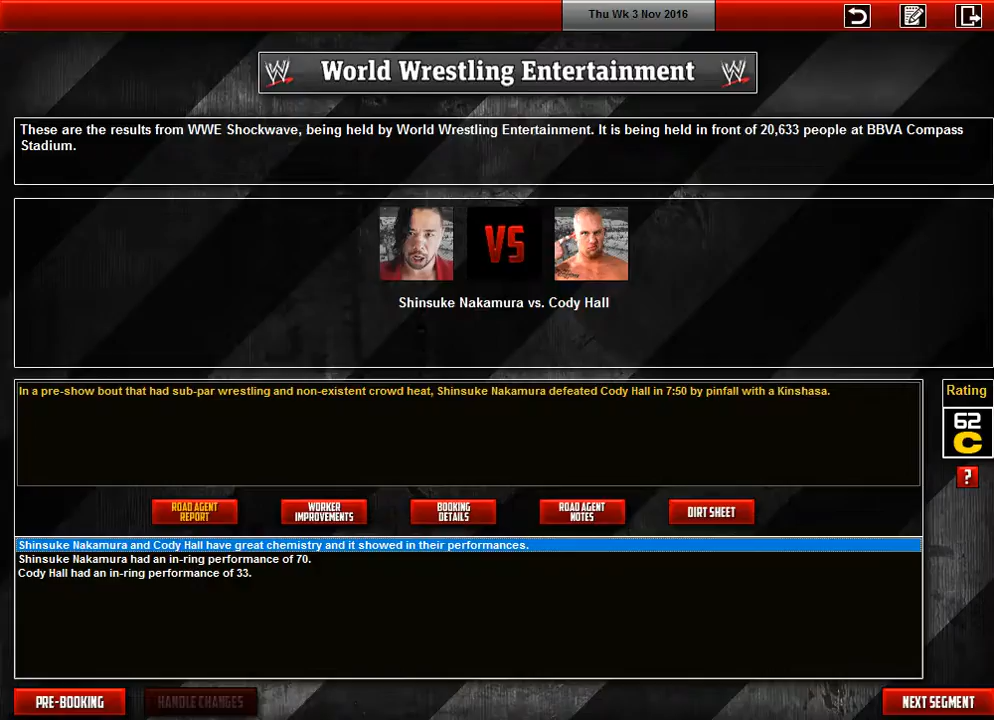 Thu Wk 3 Nov 2016
World Wrestling Entertainment
These are the results from WWE Shockwave, being held by World Wrestling Entertainment. It is being held in front of 20,633 people at BBVA Compass
Stadium.
VS
Shinsuke Nakamura vs. Cody Hall
In a pre-show bout that had sub-par wrestling and non-existent crowd heat, Shinsuke Nakamura defeated Cody Hall in 7:50 by pinfall with a Kinshasa.
Rating
62
C
?
ROAD AGENT
REPORT
WORKER
IMPROVEMENTS
BOOKING
DETAILS
ROAD AGENT
NOTES
DIRT SHEET
Shinsuke Nakamura and Cody Hall have great chemistry and it showed in their performances.
Shinsuke Nakamura had an in-ring performance of 70.
Cody Hall had an in-ring performance of 33.
PRE-BOOKING
HANDLE CHANGES
NEXT SEGMENT